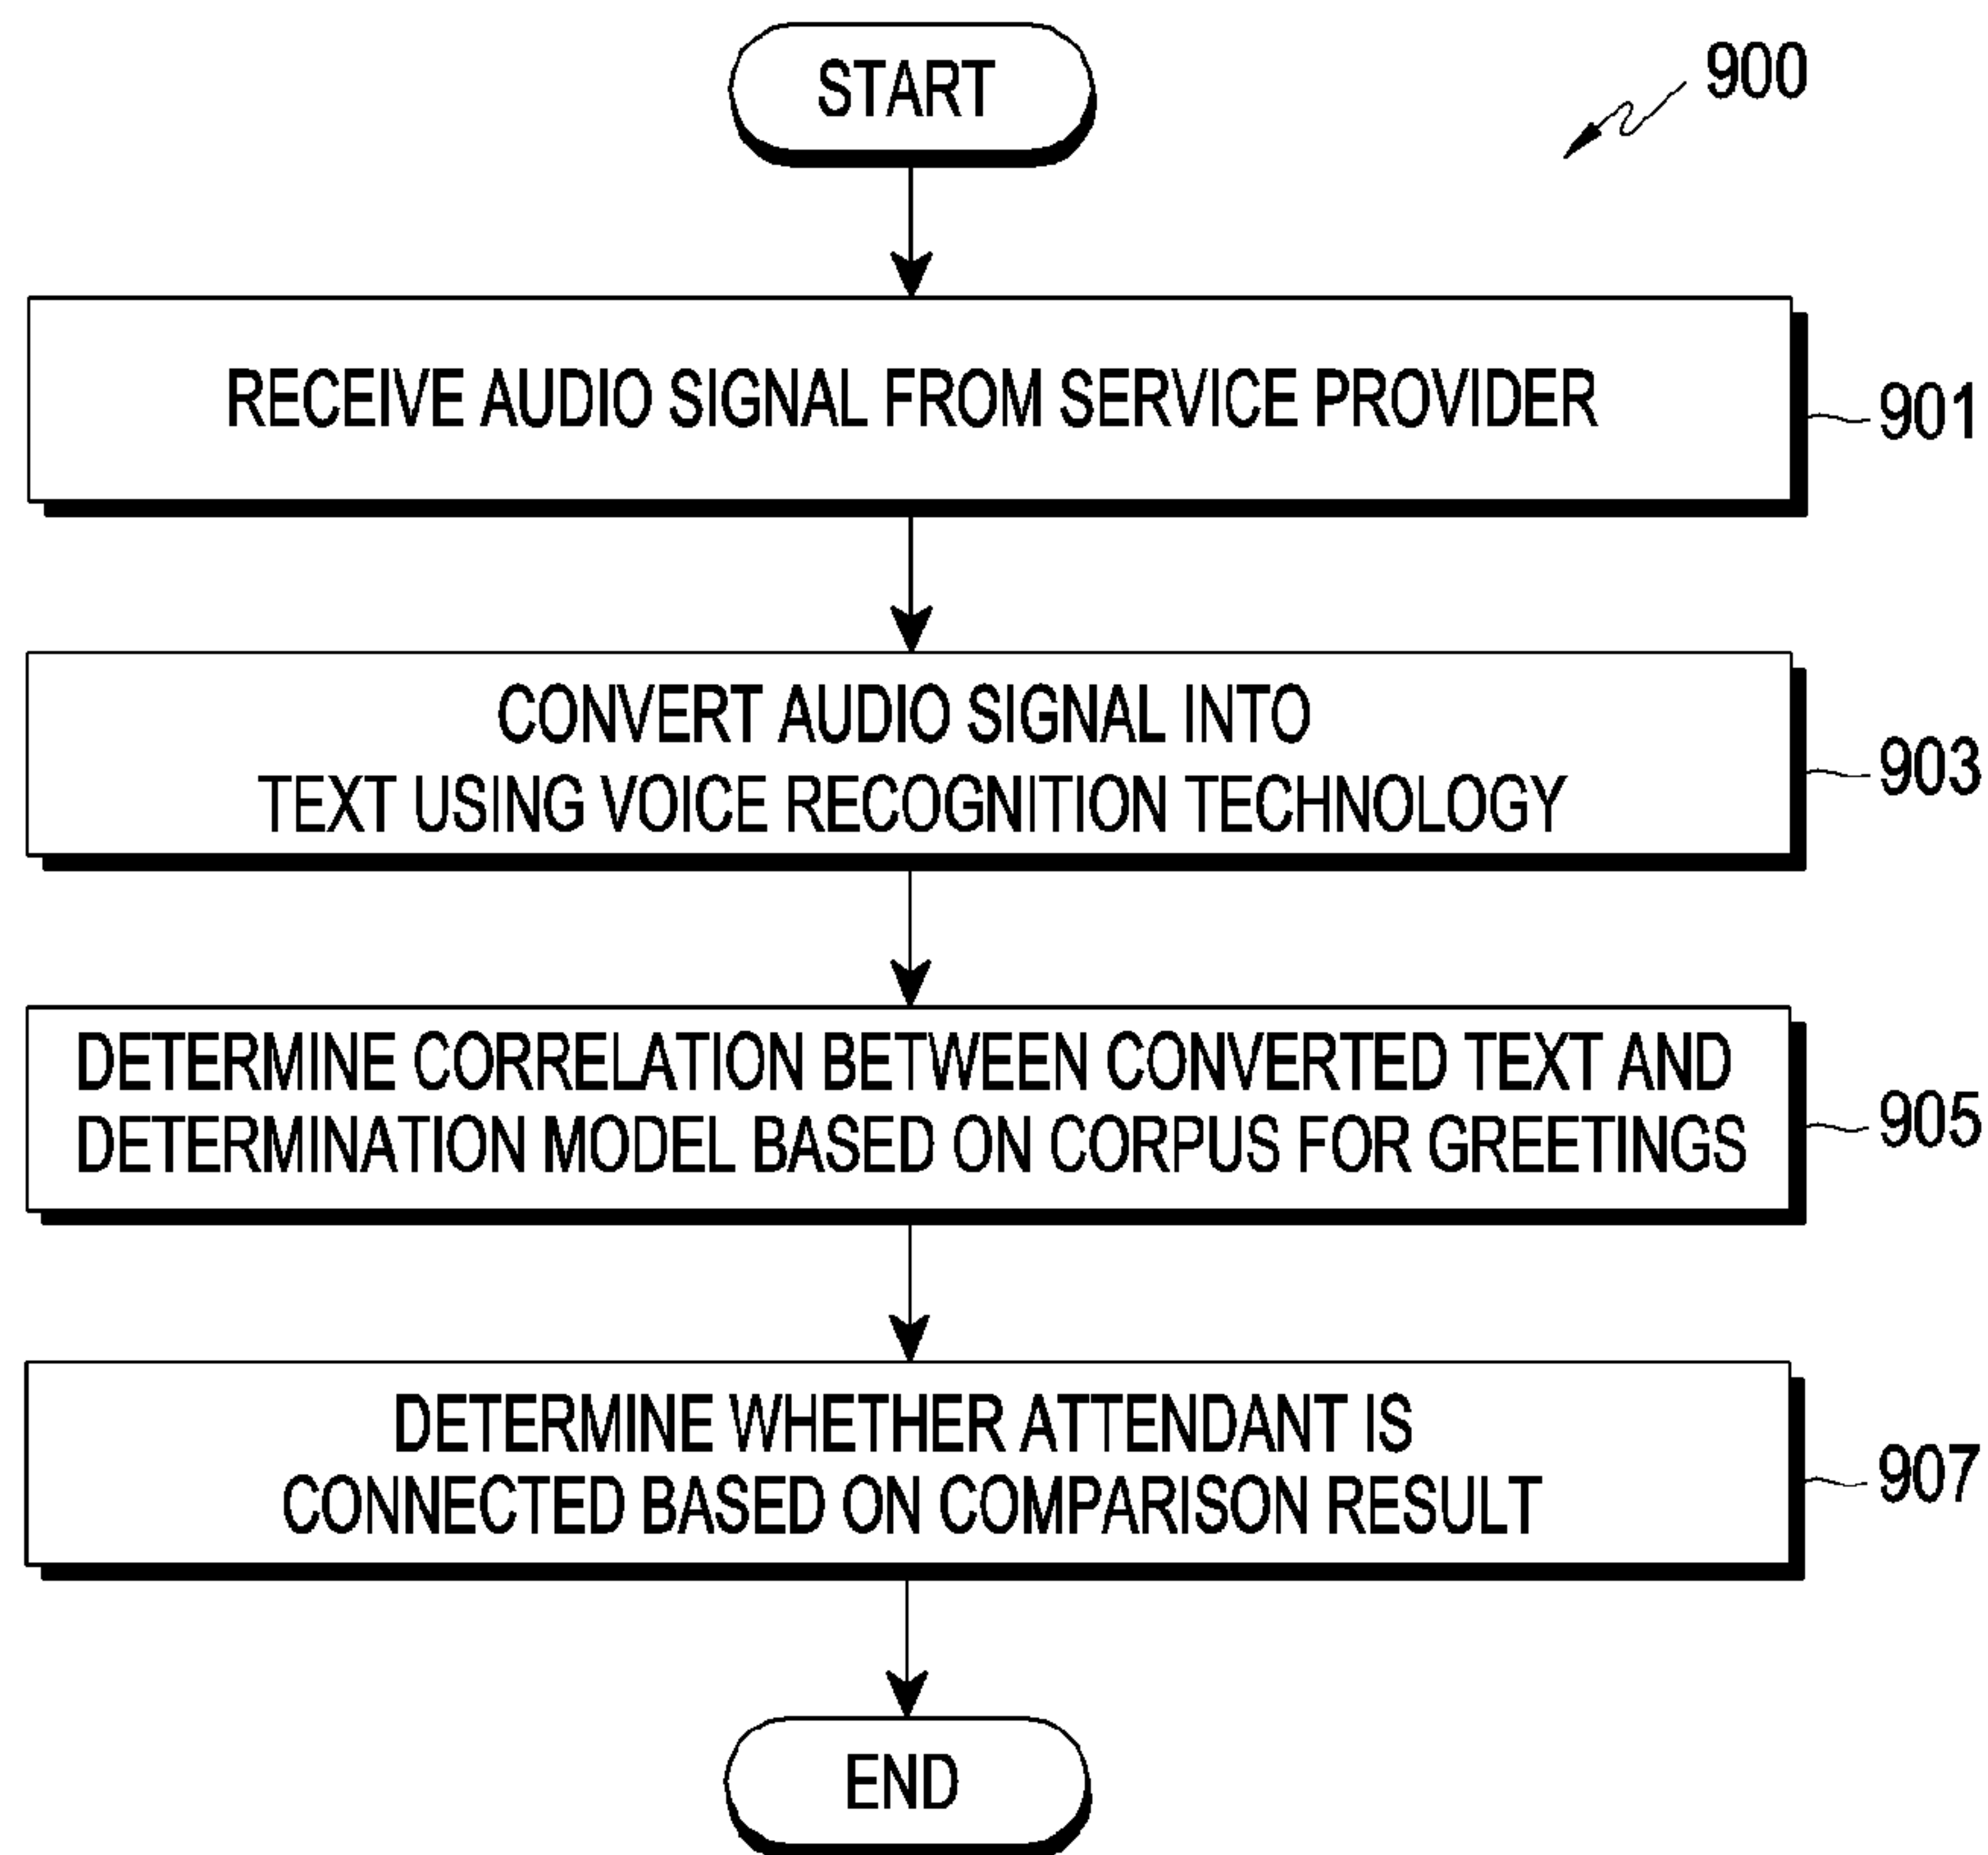 START
900
RECEIVE AUDIO SIGNAL FROM SERVICE PROVIDER
901
CONVERT AUDIO SIGNAL INTO
TEXT USING VOICE RECOGNITION TECHNOLOGY
903
DETERMINE CORRELATION BETWEEN CONVERTED TEXT AND
DETERMINATION MODEL BASED ON CORPUS FOR GREETINGS
905
DETERMINE WHETHER ATTENDANT IS
CONNECTED BASED ON COMPARISON RESULT
907
END